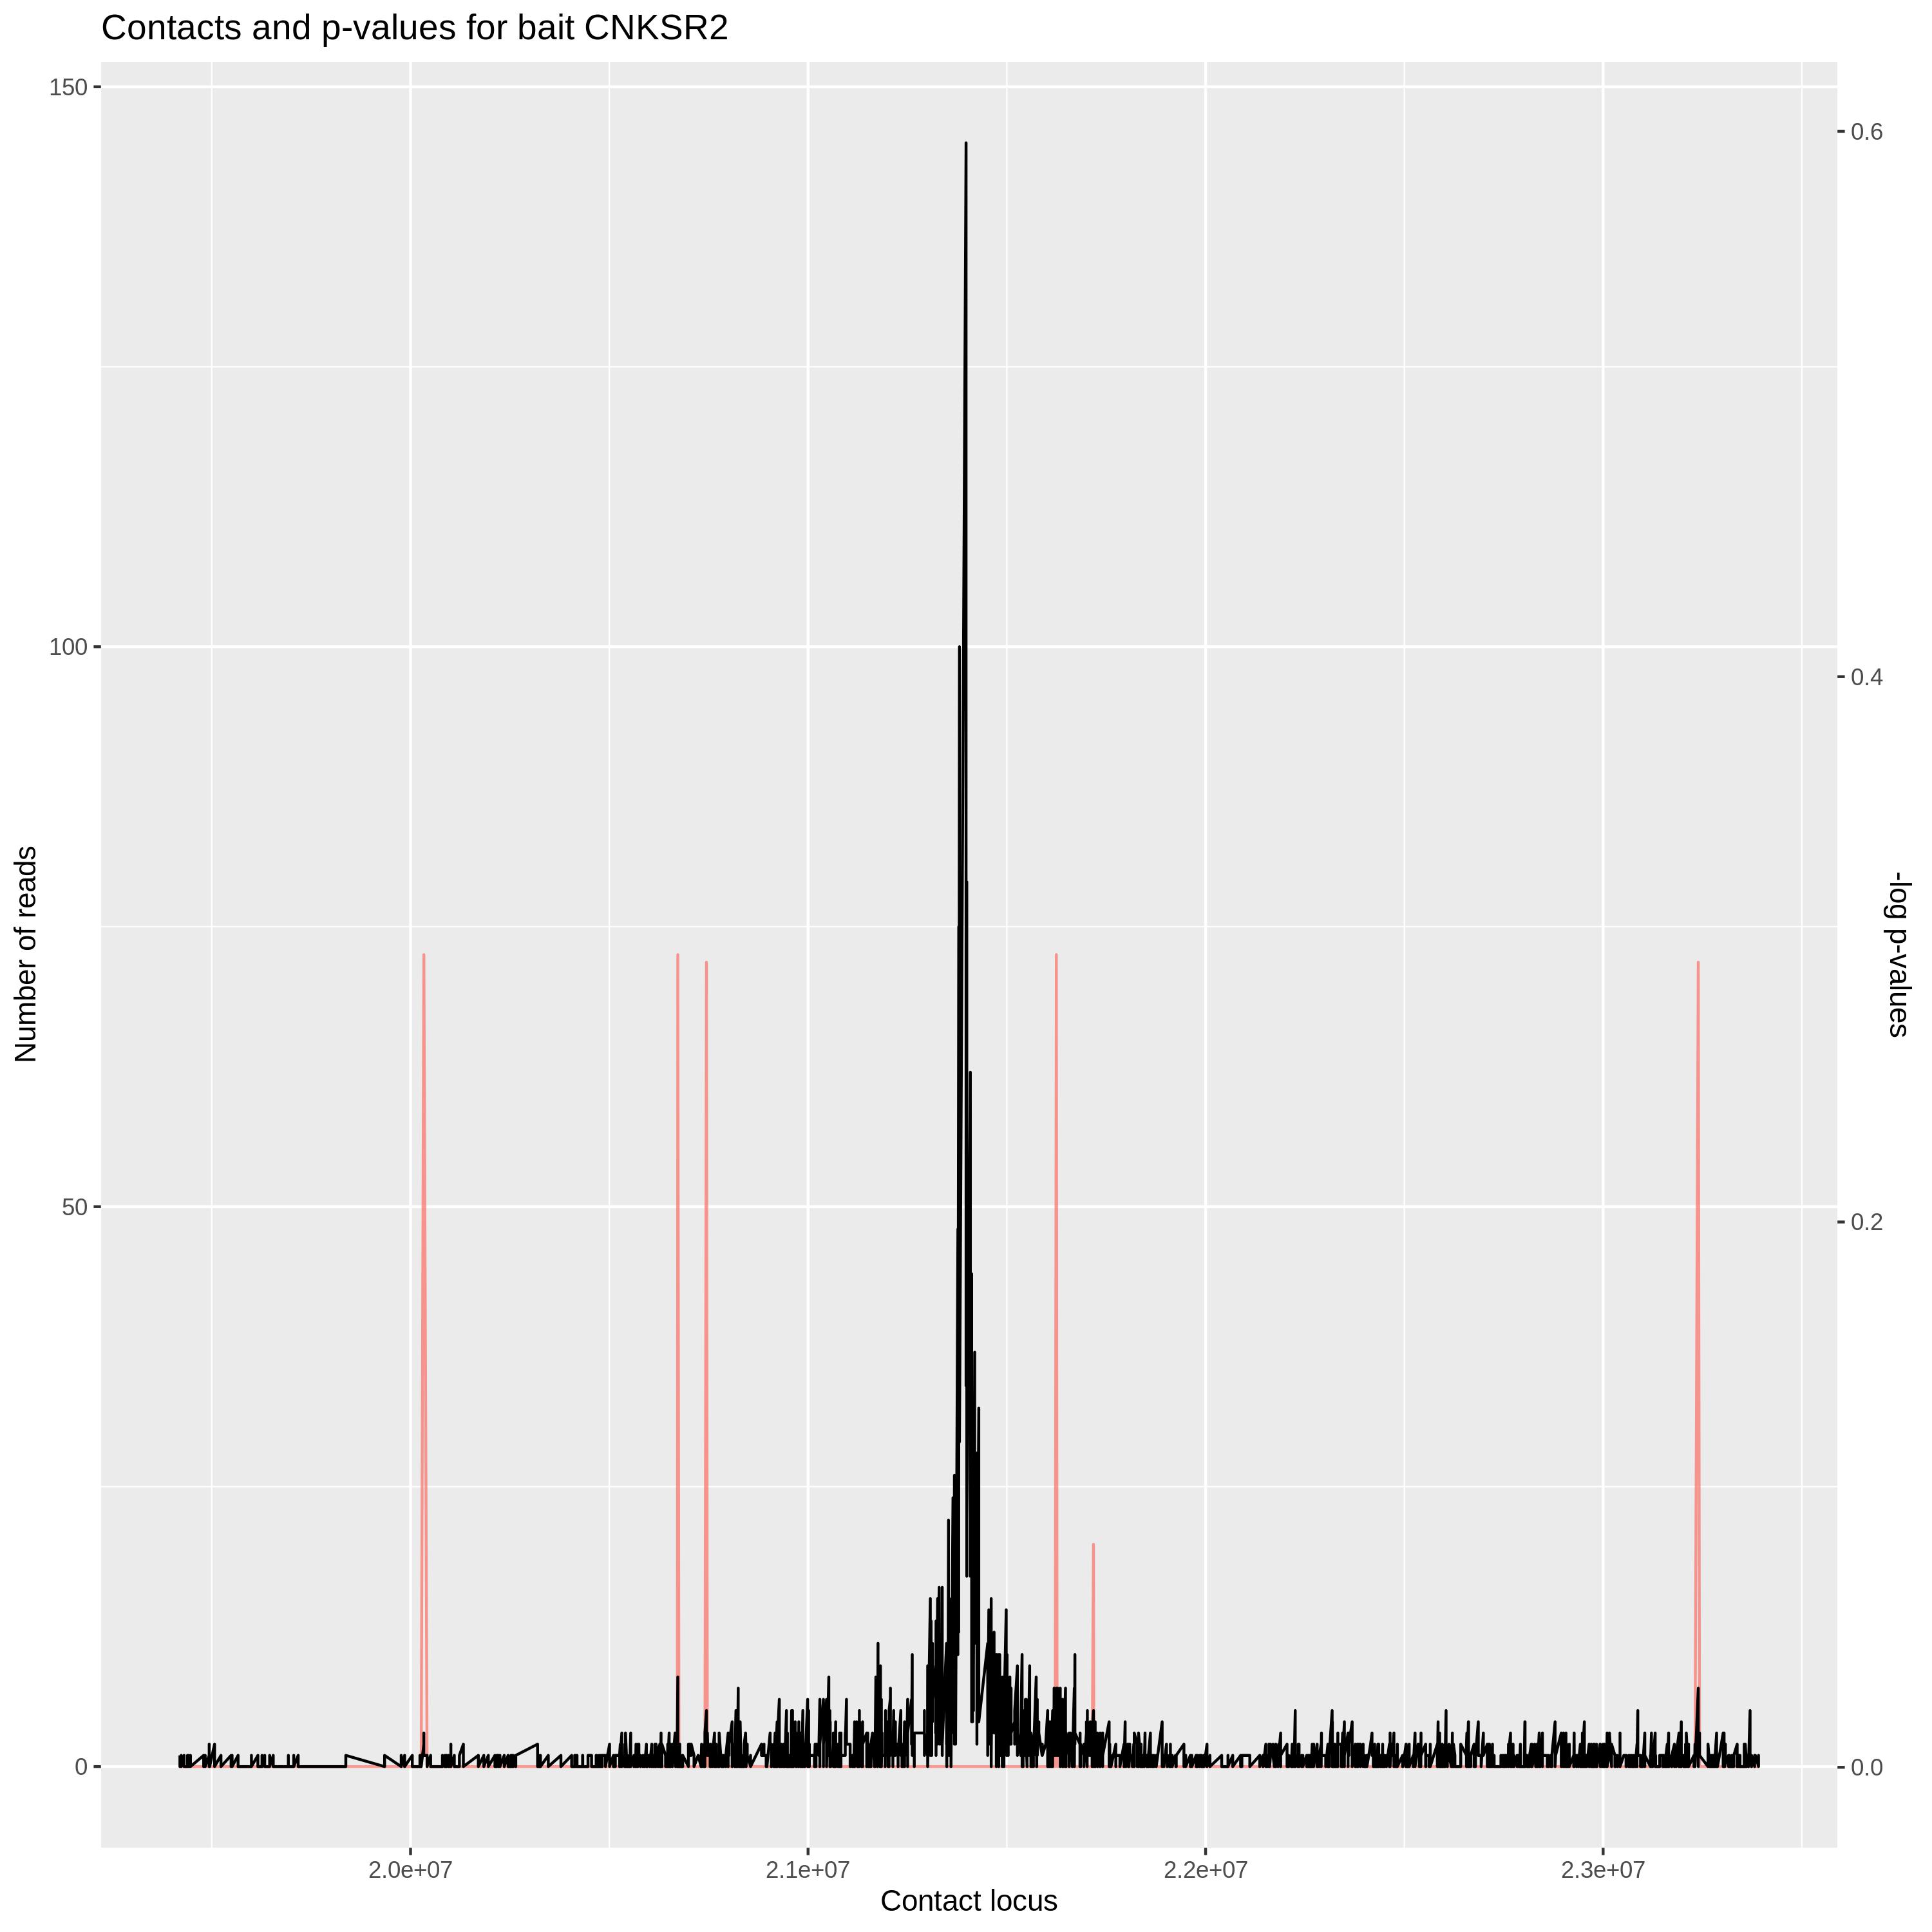 Contacts and p-values for bait CNKSR2
150
100
50
0
Number of reads
0.6
0.4
0.2
0.0
-log p-values
2.0e+07
2.1e+07
2.2e+07
2.3e+07
Contact locus